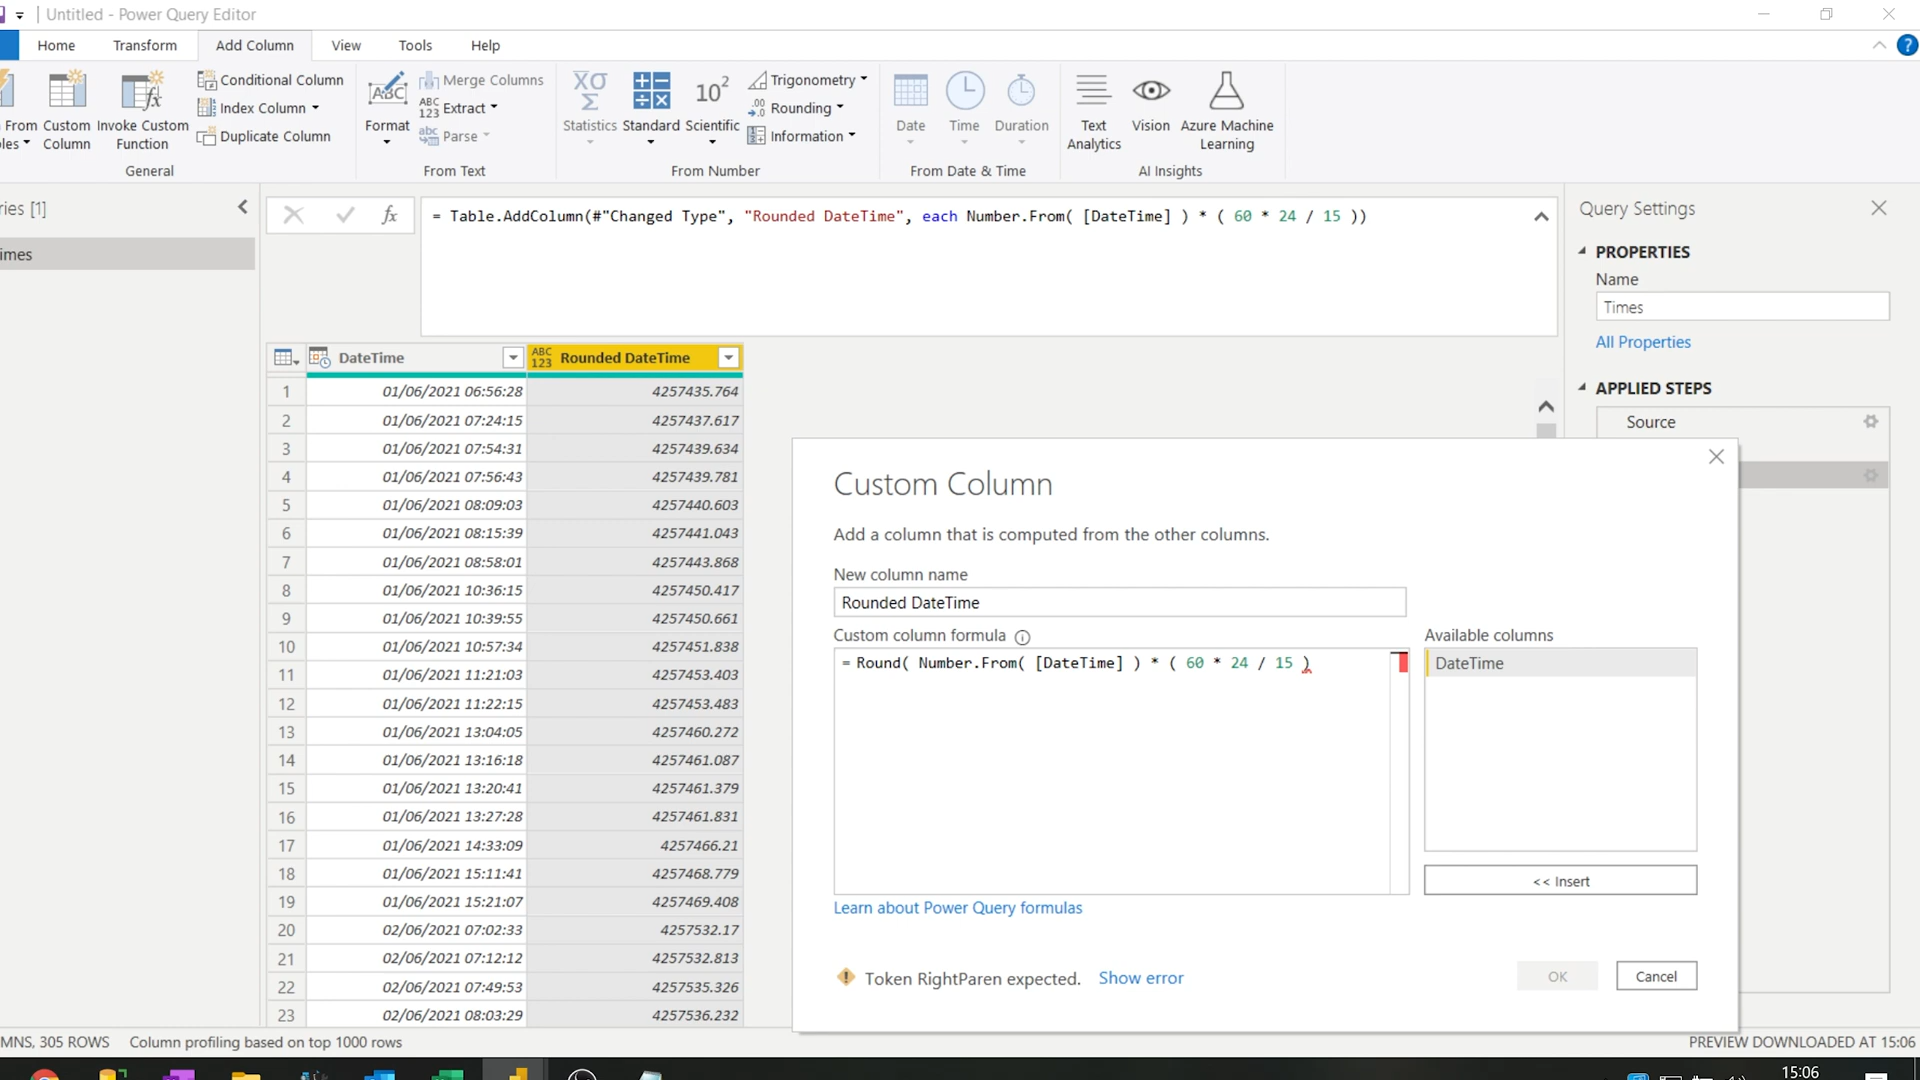 Untitled - Power Query Editor
Home Transform Add Column View Tools Help
From
les
Custom Column
Invoke Custom Function
Conditional Column
Index Column
Duplicate Column
General
Format
Merge Columns
Extract
Parse
From Text
Statistics
Standard
Scientific
Trigonometry
Rounding
Information
From Number
Date
Time
Duration
From Date & Time
Text Analytics
Vision
Azure Machine Learning
AI Insights
ries [1]
imes
= Table.AddColumn(#"Changed Type", "Rounded DateTime", each Number.From( [DateTime] ) * ( 60 * 24 / 15 ))
DateTime ABC 123 Rounded DateTime
1 01/06/2021 06:56:28 4257435.764
2 01/06/2021 07:24:15 4257437.617
3 01/06/2021 07:54:31 4257439.634
4 01/06/2021 07:56:43 4257439.781
5 01/06/2021 08:09:03 4257440.603
6 01/06/2021 08:15:39 4257441.043
7 01/06/2021 08:58:01 4257443.868
8 01/06/2021 10:36:15 4257450.417
9 01/06/2021 10:39:55 4257450.661
10 01/06/2021 10:57:34 4257451.838
11 01/06/2021 11:21:03 4257453.403
12 01/06/2021 11:22:15 4257453.483
13 01/06/2021 13:04:05 4257460.272
14 01/06/2021 13:16:18 4257461.087
15 01/06/2021 13:20:41 4257461.379
16 01/06/2021 13:27:28 4257461.831
17 01/06/2021 14:33:09 4257466.21
18 01/06/2021 15:11:41 4257468.779
19 01/06/2021 15:21:07 4257469.408
20 02/06/2021 07:02:33 4257532.17
21 02/06/2021 07:12:12 4257532.813
22 02/06/2021 07:49:53 4257535.326
23 02/06/2021 08:03:29 4257536.232
Query Settings
PROPERTIES
Name
Times
All Properties
APPLIED STEPS
Source
Custom Column
Add a column that is computed from the other columns.
New column name
Rounded DateTime
Custom column formula
= Round( Number.From( [DateTime] ) * ( 60 * 24 / 15 )
Available columns
DateTime
<< Insert
Learn about Power Query formulas
Token RightParen expected. Show error
OK
Cancel
MNS, 305 ROWS Column profiling based on top 1000 rows
PREVIEW DOWNLOADED AT 15:06
15:06